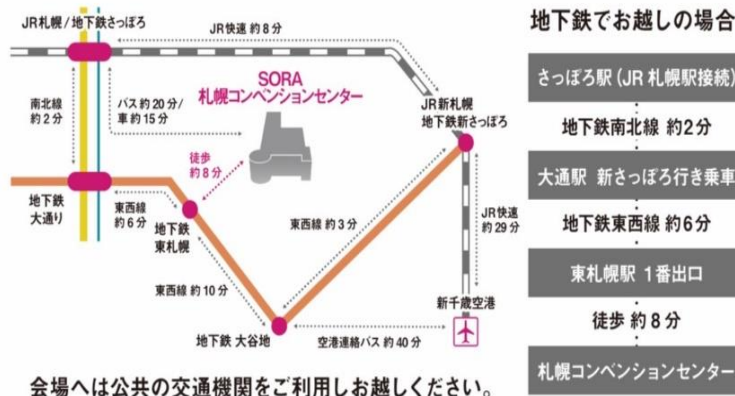 JR札幌/地下鉄さっぽろ
JR快速 約8分
SORA
札幌コンベンションセンター
南北線
約2分
バス 約20分/
車 約15分
JR新札幌
地下鉄新さっぽろ
徒歩
約8分
地下鉄
大通り
東西線
約6分
地下鉄
東札幌
東西線 約3分
JR快速
約29分
東西線 約10分
新千歳空港
地下鉄 大谷地
空港連絡バス 約40分
会場へは公共の交通機関をご利用しお越しください。
地下鉄でお越しの場合
さっぽろ駅(JR 札幌駅接続)
地下鉄南北線 約2分
大通駅 新さっぽろ行き乗車
地下鉄東西線 約6分
東札幌駅 1番出口
徒歩 約8分
札幌コンベンションセンター